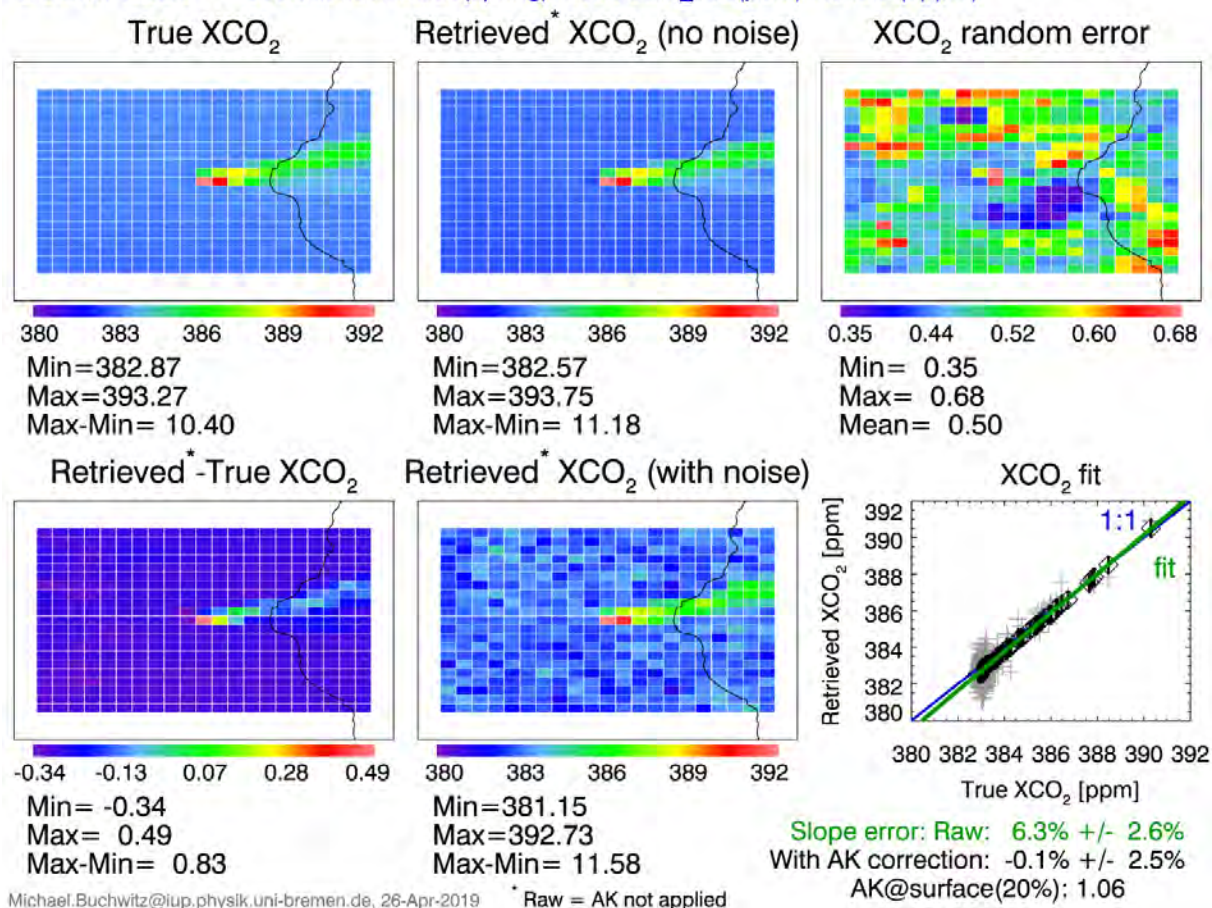 True XCO₂
Retrieved* XCO₂ (no noise)
XCO₂ random error
380 383 386 389 392
380 383 386 389 392
0.35 0.44 0.52 0.60 0.68
Min=382.87
Max=393.27
Max-Min= 10.40
Min=382.57
Max=393.75
Max-Min= 11.18
Min= 0.35
Max= 0.68
Mean= 0.50
Retrieved*-True XCO₂
Retrieved* XCO₂ (with noise)
XCO₂ fit
-0.34 -0.13 0.07 0.28 0.49
Min= -0.34
Max= 0.49
Max-Min= 0.83
380 383 386 389 392
Min=381.15
Max=392.73
Max-Min= 11.58
Retrieved XCO₂ [ppm]
392
390
388
386
384
382
380
1:1
fit
380 382 384 386 388 390 392
True XCO₂ [ppm]
Slope error: Raw: 6.3% +/- 2.6%
With AK correction: -0.1% +/- 2.5%
AK@surface(20%): 1.06
Michael.Buchwitz@iup.physik.uni-bremen.de, 26-Apr-2019
* Raw = AK not applied